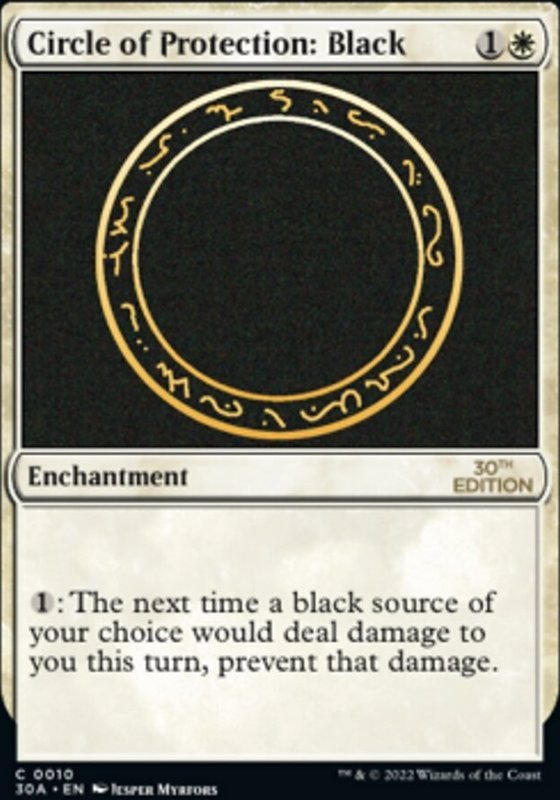 Circle of Protection: Black 1
Enchantment
30TH
EDITION
1: The next time a black source of
your choice would deal damage to
you this turn, prevent that damage.
C 0010
30A • EN Jesper Myrfors
™ & © 2022 Wizards of the Coast